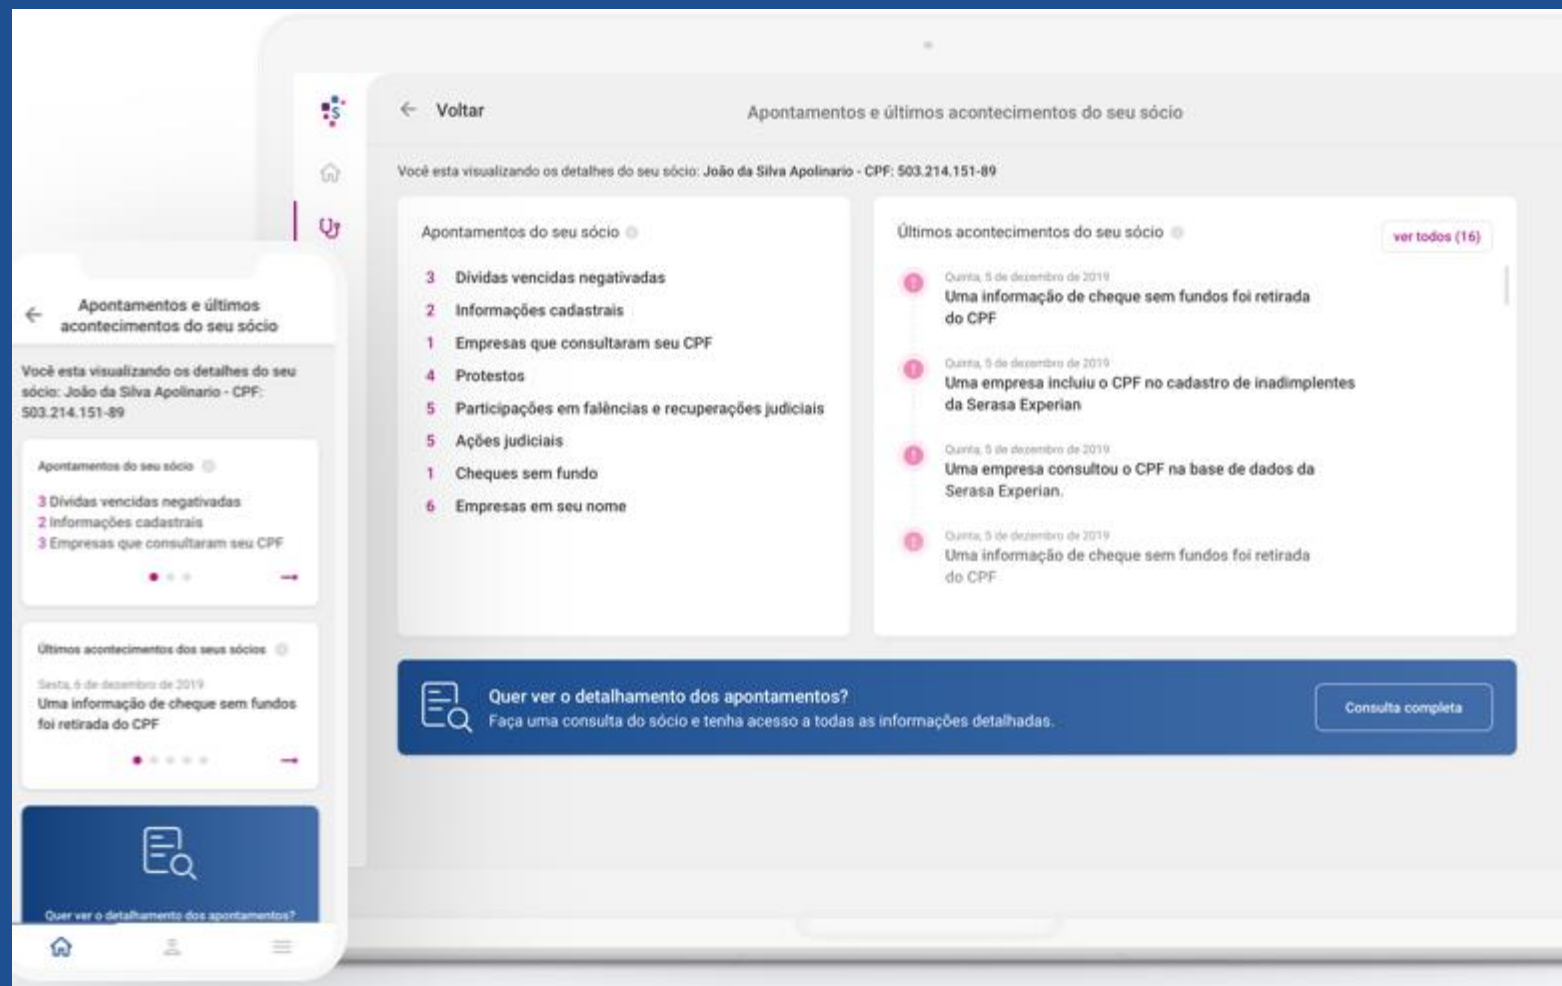 Voltar
Apontamentos e últimos acontecimentos do seu sócio
Você esta visualizando os detalhes do seu sócio: João da Silva Apolinario - CPF: 503.214.151-89
Apontamentos do seu sócio
3 Dívidas vencidas negativadas
2 Informações cadastrais
1 Empresas que consultaram seu CPF
4 Protestos
5 Participações em falências e recuperações judiciais
5 Ações judiciais
1 Cheques sem fundo
6 Empresas em seu nome
Últimos acontecimentos do seu sócio
ver todos (16)
Quinta, 5 de dezembro de 2019
Uma informação de cheque sem fundos foi retirada
do CPF
Quinta, 5 de dezembro de 2019
Uma empresa incluiu o CPF no cadastro de inadimplentes
da Serasa Experian
Quinta, 5 de dezembro de 2019
Uma empresa consultou o CPF na base de dados da
Serasa Experian.
Quinta, 5 de dezembro de 2019
Uma informação de cheque sem fundos foi retirada
do CPF
Quer ver o detalhamento dos apontamentos?
Faça uma consulta do sócio e tenha acesso a todas as informações detalhadas.
Consulta completa
Apontamentos e últimos
acontecimentos do seu sócio
Você esta visualizando os detalhes do seu
sócio: João da Silva Apolinario - CPF:
503.214.151-89
Apontamentos do seu sócio
3 Dívidas vencidas negativadas
2 Informações cadastrais
3 Empresas que consultaram seu CPF
Últimos acontecimentos dos seus sócios
Sexta, 6 de dezembro de 2019
Uma informação de cheque sem fundos
foi retirada do CPF
Quer ver o detalhamento dos apontamentos?